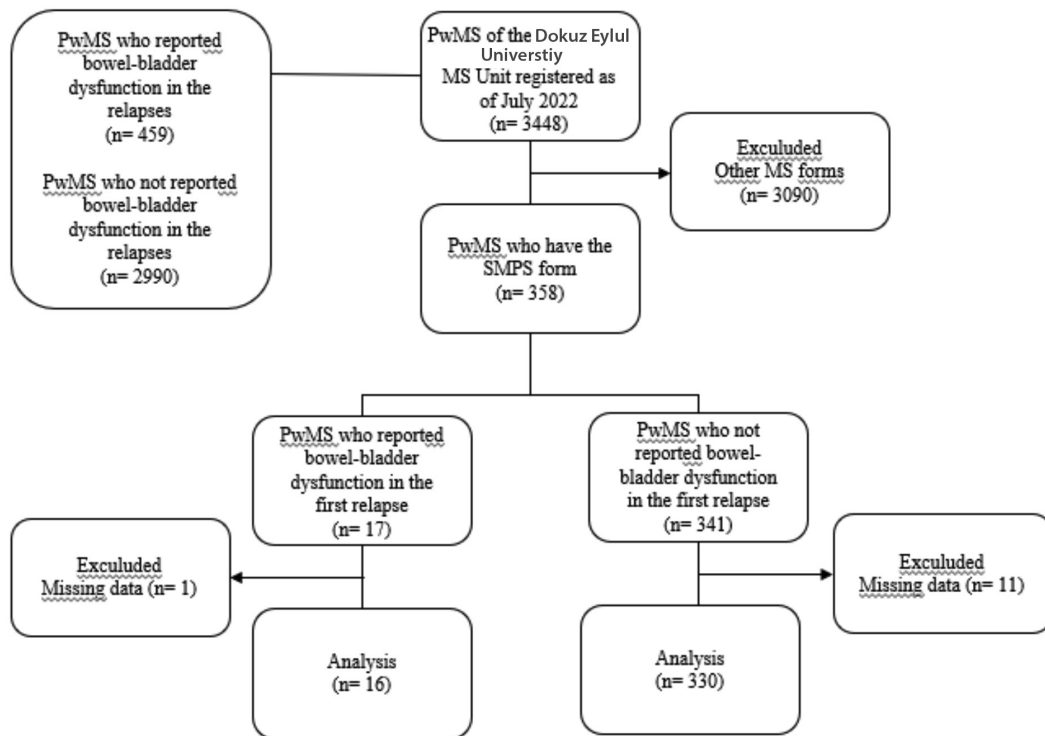 PwMS who reported
bowel-bladder
dysfunction in the
relapses
(n= 459)
PwMS who not reported
bowel-bladder
dysfunction in the
relapses
(n= 2990)
PwMS of the Dokuz Eylul
Universtiy
MS Unit registered as
of July 2022
(n= 3448)
Exculuded
Other MS forms
(n= 3090)
PwMS who have the
SMPS form
(n= 358)
PwMS who reported
bowel-bladder
dysfunction in the
first relapse
(n= 17)
PwMS who not
reported bowel-
bladder dysfunction
in the first relapse
(n= 341)
Exculuded
Missing data (n= 1)
Exculuded
Missing data (n= 11)
Analysis
(n= 16)
Analysis
(n= 330)